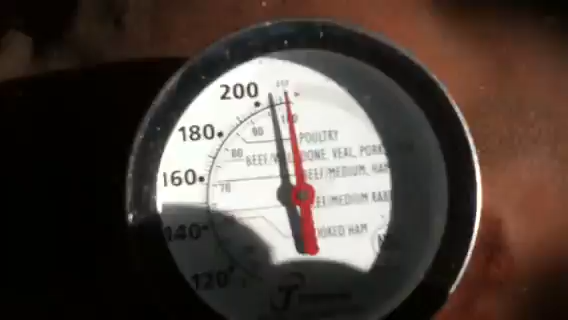 200
180
100
90
POULTRY
80
BEEF/WELL DONE, VEAL, PORK
160
BEEF/MEDIUM, HAM
70
BEEF/MEDIUM RARE
140
COOKED HAM
120